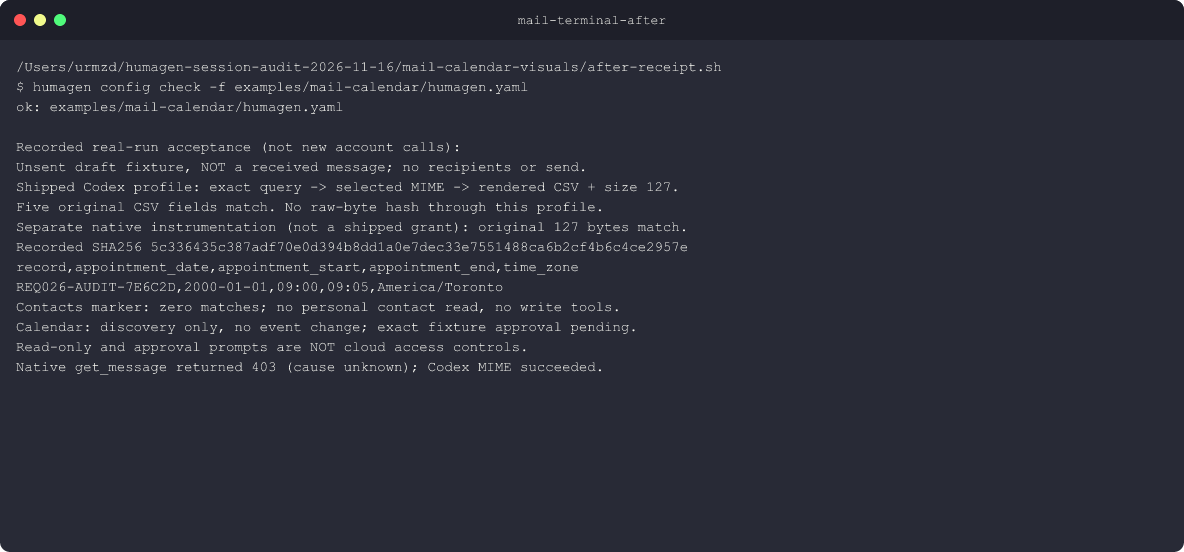 mail-terminal-after
/Users/urmzd/humagen-session-audit-2026-11-16/mail-calendar-visuals/after-receipt.sh
$ humagen config check -f examples/mail-calendar/humagen.yaml
ok: examples/mail-calendar/humagen.yaml
Recorded real-run acceptance (not new account calls):
Unsent draft fixture, NOT a received message; no recipients or send.
Shipped Codex profile: exact query -> selected MIME -> rendered CSV + size 127.
Five original CSV fields match. No raw-byte hash through this profile.
Separate native instrumentation (not a shipped grant): original 127 bytes match.
Recorded SHA256 5c336435c387adf70e0d394b8dd1a0e7dec33e7551488ca6b2cf4b6c4ce2957e
record,appointment_date,appointment_start,appointment_end,time_zone
REQ026-AUDIT-7E6C2D,2000-01-01,09:00,09:05,America/Toronto
Contacts marker: zero matches; no personal contact read, no write tools.
Calendar: discovery only, no event change; exact fixture approval pending.
Read-only and approval prompts are NOT cloud access controls.
Native get_message returned 403 (cause unknown); Codex MIME succeeded.